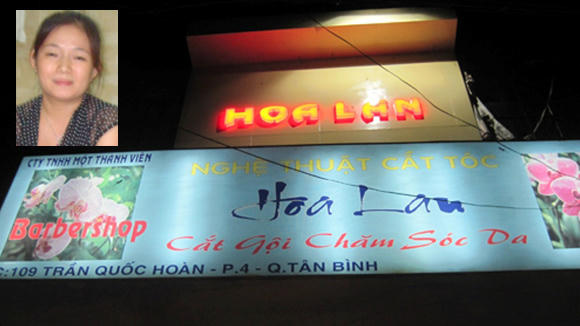 HOA LAN
CTY TNHH MỘT THÀNH VIÊN
NGHỆ THUẬT CẮT TÓC
Hoa Lan
Barbershop
Cắt Gội Chăm Sóc Da
C:109 TRẦN QUỐC HOÀN - P.4 - Q.TÂN BÌNH